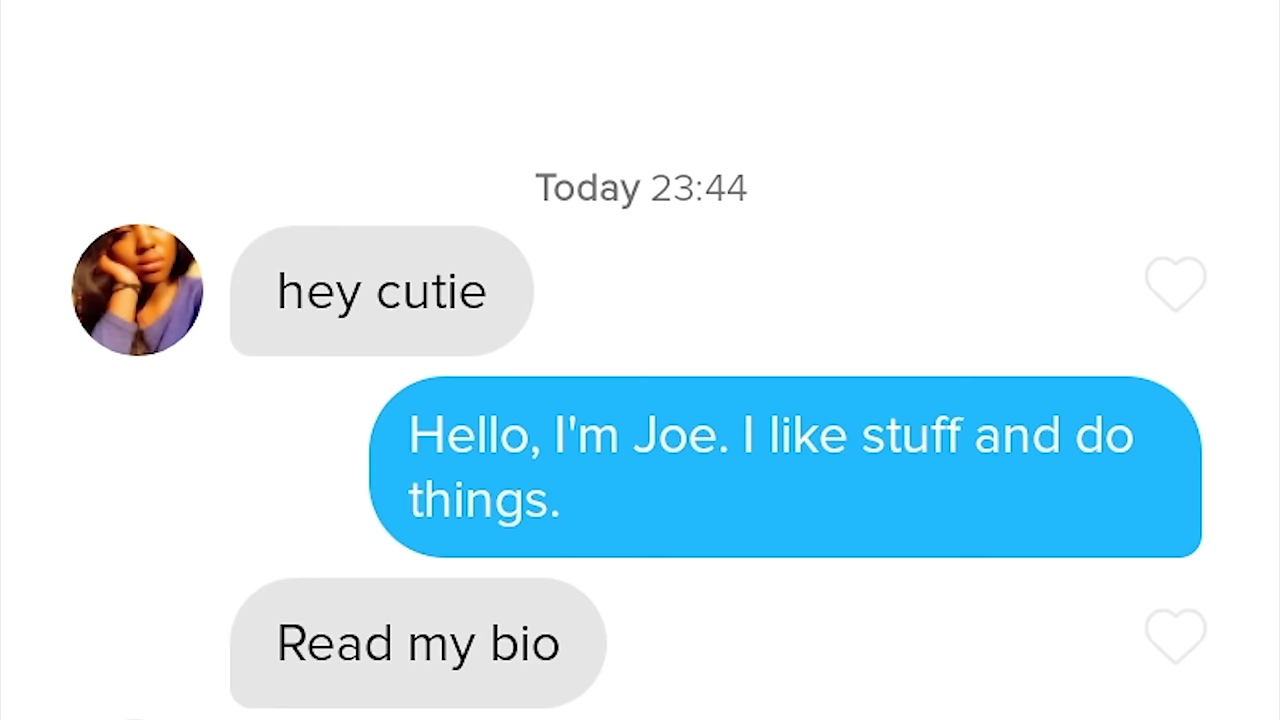 Today 23:44
hey cutie
Hello, I'm Joe. I like stuff and do
things.
Read my bio